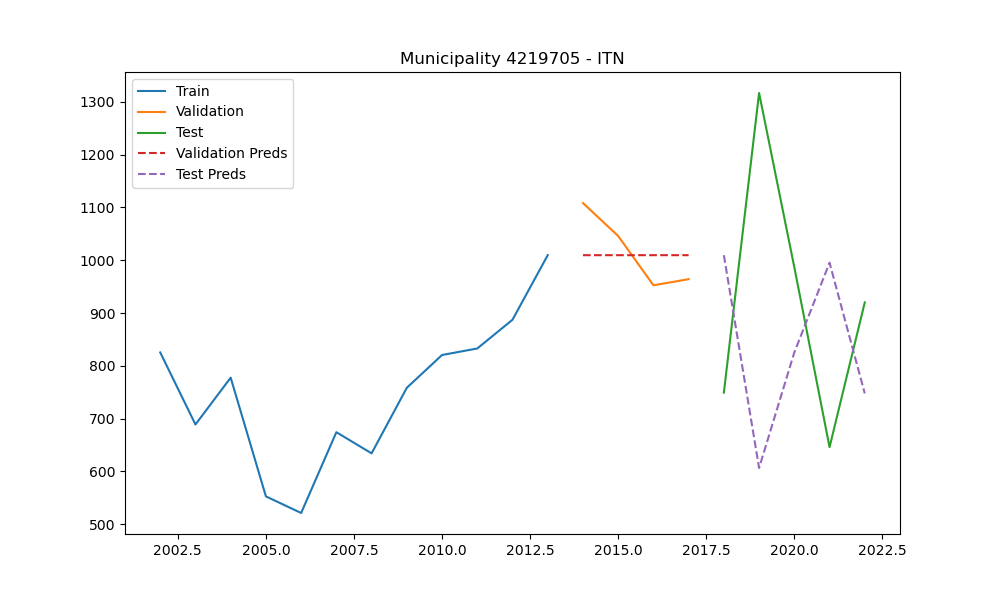 Municipality 4219705 - ITN
Train
Validation
Test
Validation Preds
Test Preds
1300
1200
1100
1000
900
800
700
600
500
2002.5 2005.0 2007.5 2010.0 2012.5 2015.0 2017.5 2020.0 2022.5